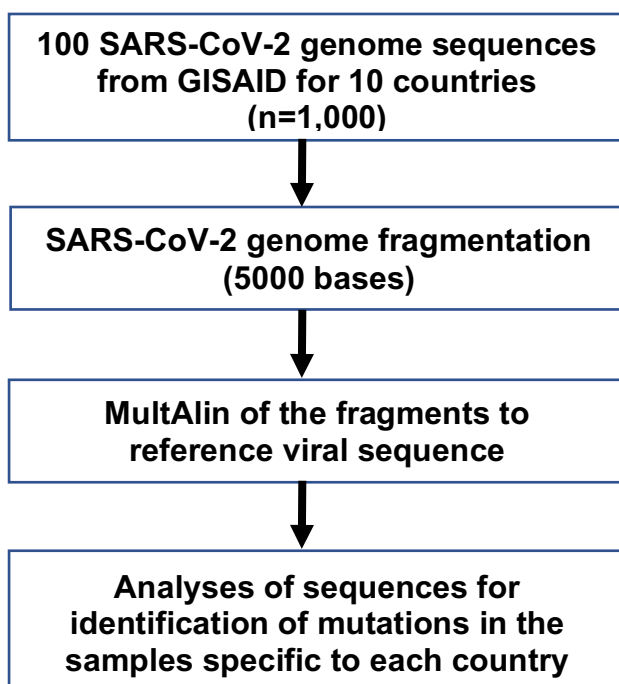 100 SARS-CoV-2 genome sequences
from GISAID for 10 countries
(n=1,000)
SARS-CoV-2 genome fragmentation
(5000 bases)
MultAlin of the fragments to
reference viral sequence
Analyses of sequences for
identification of mutations in the
samples specific to each country